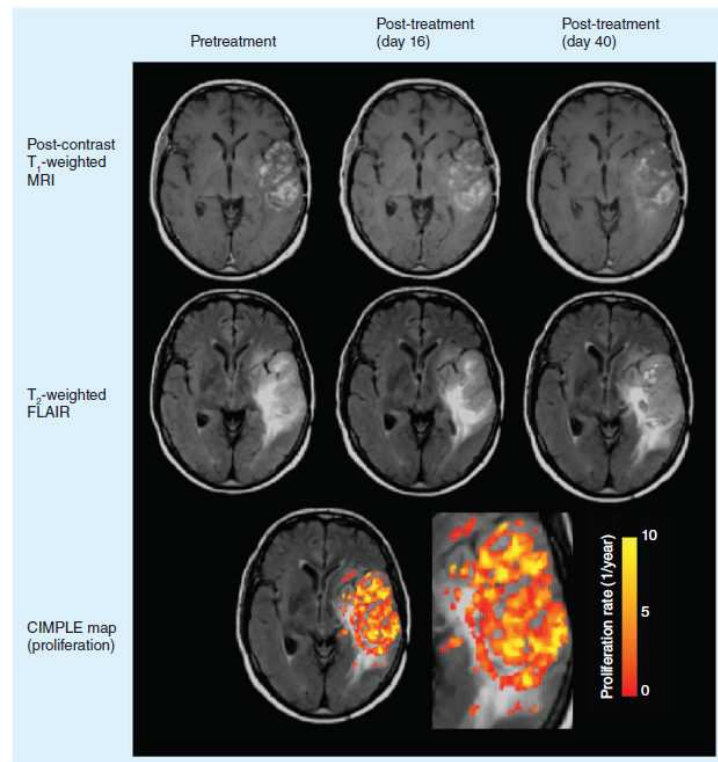 Pretreatment
Post-treatment
(day 16)
Post-treatment
(day 40)
Post-contrast
T₁-weighted
MRI
T₂-weighted
FLAIR
CIMPLE map
(proliferation)
Proliferation rate (1/year)
10
5
0